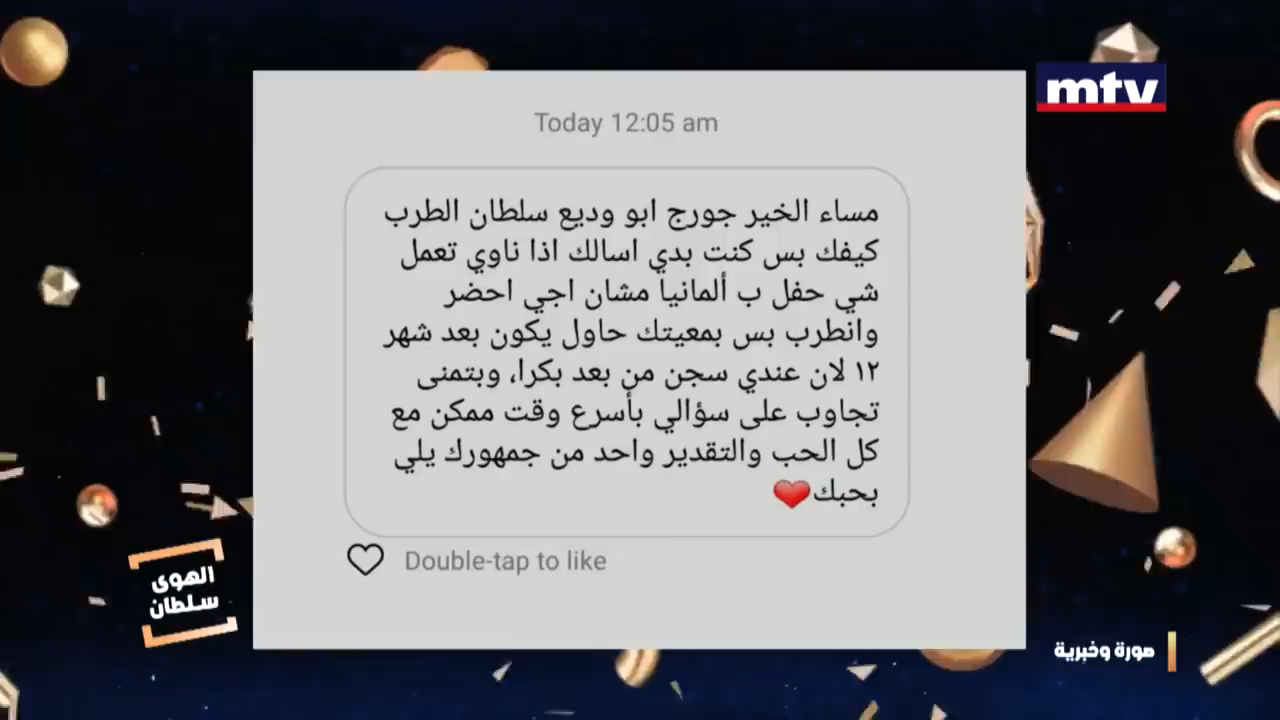 mtv
Today 12:05 am
مساء الخير جورج ابو وديع سلطان الطرب
كيفك بس كنت بدي اسالك اذا ناوي تعمل
شي حفل ب ألمانيا مشان اجي احضر
وانطرب بس بمعيتك حاول يكون بعد شهر
١٢ لان عندي سجن من بعد بكرا، وبتمنى
تجاوب على سؤالي بأسرع وقت ممكن مع
كل الحب والتقدير واحد من جمهورك يلي
بحبك❤️
Double-tap to like
الهوى
سلطان
صورة وخبرية